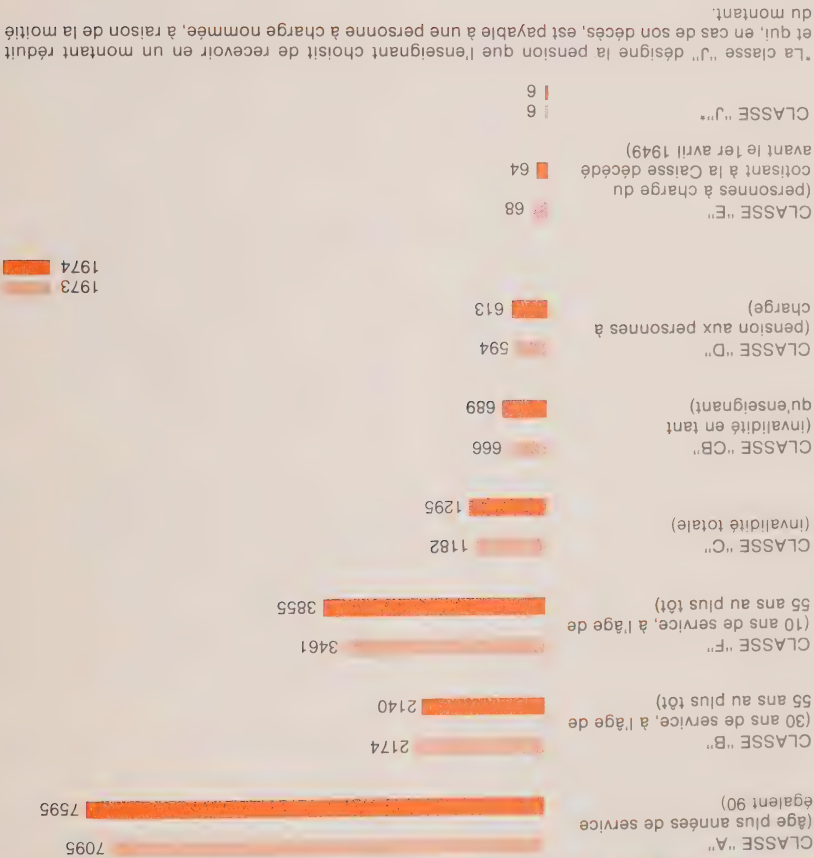 CLASSE "A"
(âge plus années de service
égalent 90)
7095
7595
CLASSE "B"
(30 ans de service, à l'âge de
55 ans au plus tôt)
2174
2140
CLASSE "F"
(10 ans de service, à l'âge de
55 ans au plus tôt)
3461
3855
CLASSE "C"
(invalidité totale)
1182
1295
CLASSE "CB"
(invalidité en tant
qu'enseignant)
666
689
CLASSE "D"
(pension aux personnes à
charge)
594
613
1973
1974
CLASSE "E"
(personnes à charge du
cotisant à la Caisse décédé
avant le 1er avril 1949)
68
64
CLASSE "J"*
6
6
*La classe "J" désigne la pension que l'enseignant choisit de recevoir en un montant réduit
et qui, en cas de son décès, est payable à une personne à charge nommée, à raison de la moitié
du montant.